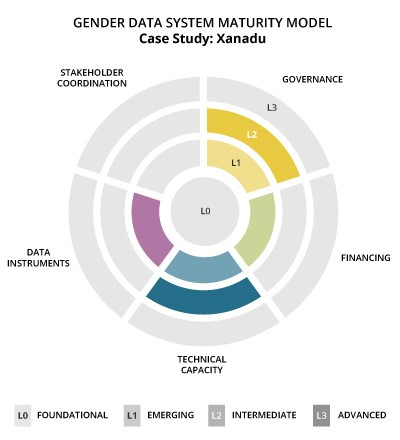 GENDER DATA SYSTEM MATURITY MODEL
Case Study: Xanadu
STAKEHOLDER
COORDINATION
GOVERNANCE
L3
L2
L1
L0
DATA
INSTRUMENTS
FINANCING
TECHNICAL
CAPACITY
L0 FOUNDATIONAL L1 EMERGING L2 INTERMEDIATE L3 ADVANCED